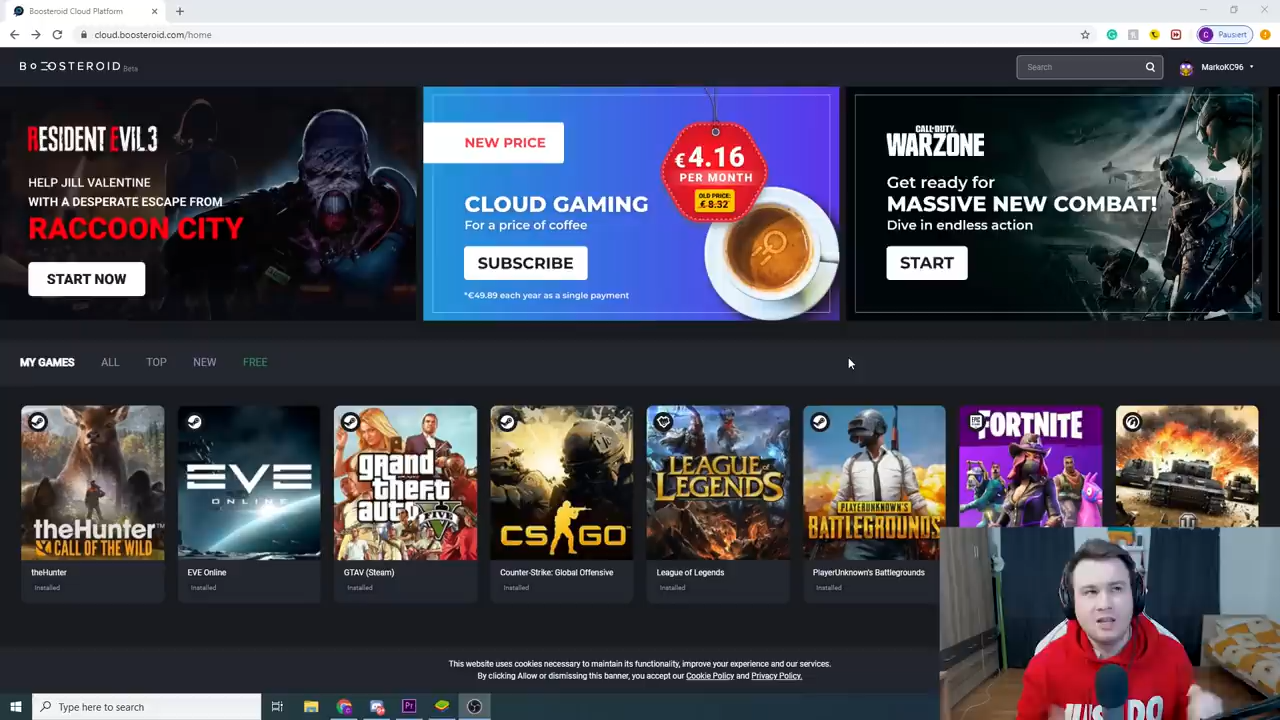 Boosteroid Cloud Platform
cloud.boosteroid.com/home
Pausiert
BOOSTEROID Beta
Search
MarkoKC96
RESIDENT EVIL 3
HELP JILL VALENTINE
WITH A DESPERATE ESCAPE FROM
RACCOON CITY
START NOW
NEW PRICE
CLOUD GAMING
For a price of coffee
SUBSCRIBE
*€49.89 each year as a single payment
€4.16
PER MONTH
OLD PRICE:
€ 8.32
CALL OF DUTY
WARZONE
Get ready for
MASSIVE NEW COMBAT!
Dive in endless action
START
MY GAMES ALL TOP NEW FREE
theHunter
CALL OF THE WILD
EVE
ONLINE
grand
theft
auto V
CS:GO
LEAGUE of
LEGENDS
PLAYERUNKNOWN'S
BATTLEGROUNDS
EPIC
FORTNITE
theHunter
Installed
EVE Online
Installed
GTAV (Steam)
Installed
Counter-Strike: Global Offensive
Installed
League of Legends
Installed
PlayerUnknown's Battlegrounds
Installed
This website uses cookies necessary to maintain its functionality, improve your experience and our services.
By clicking Allow or dismissing this banner, you accept our Cookie Policy and Privacy Policy.
Type here to search
Pr